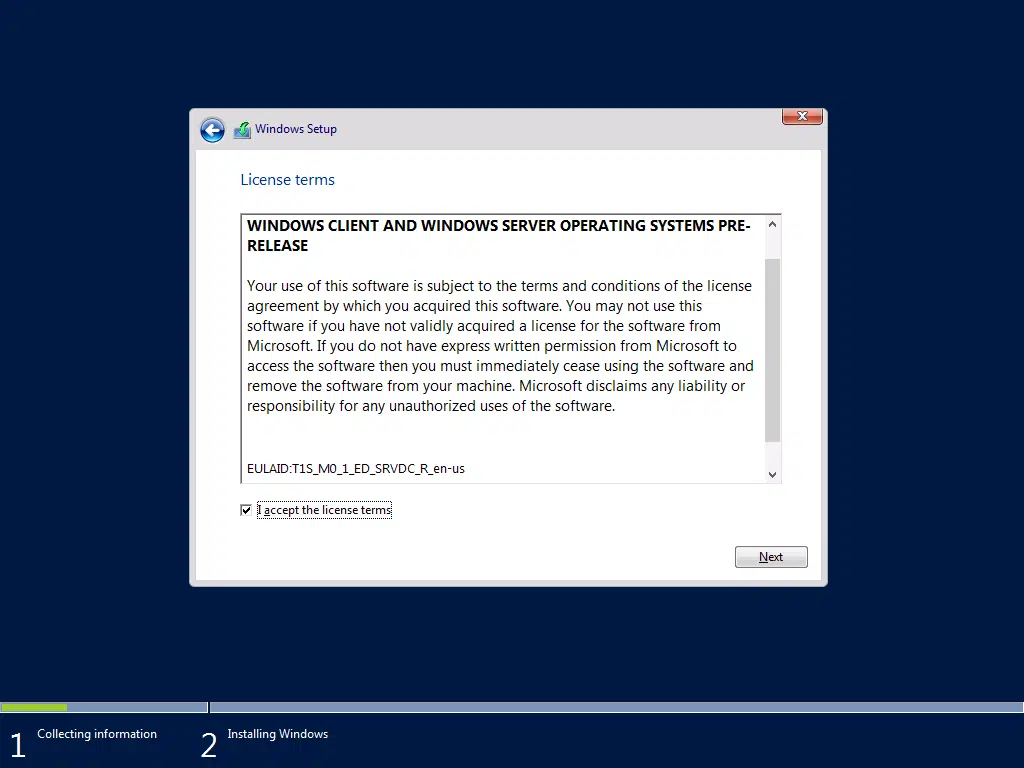 Windows Setup
License terms
WINDOWS CLIENT AND WINDOWS SERVER OPERATING SYSTEMS PRE-
RELEASE
Your use of this software is subject to the terms and conditions of the license
agreement by which you acquired this software. You may not use this
software if you have not validly acquired a license for the software from
Microsoft. If you do not have express written permission from Microsoft to
access the software then you must immediately cease using the software and
remove the software from your machine. Microsoft disclaims any liability or
responsibility for any unauthorized uses of the software.
EULAID:T1S_M0_1_ED_SRVDC_R_en-us
I accept the license terms
Next
1 Collecting information
2 Installing Windows